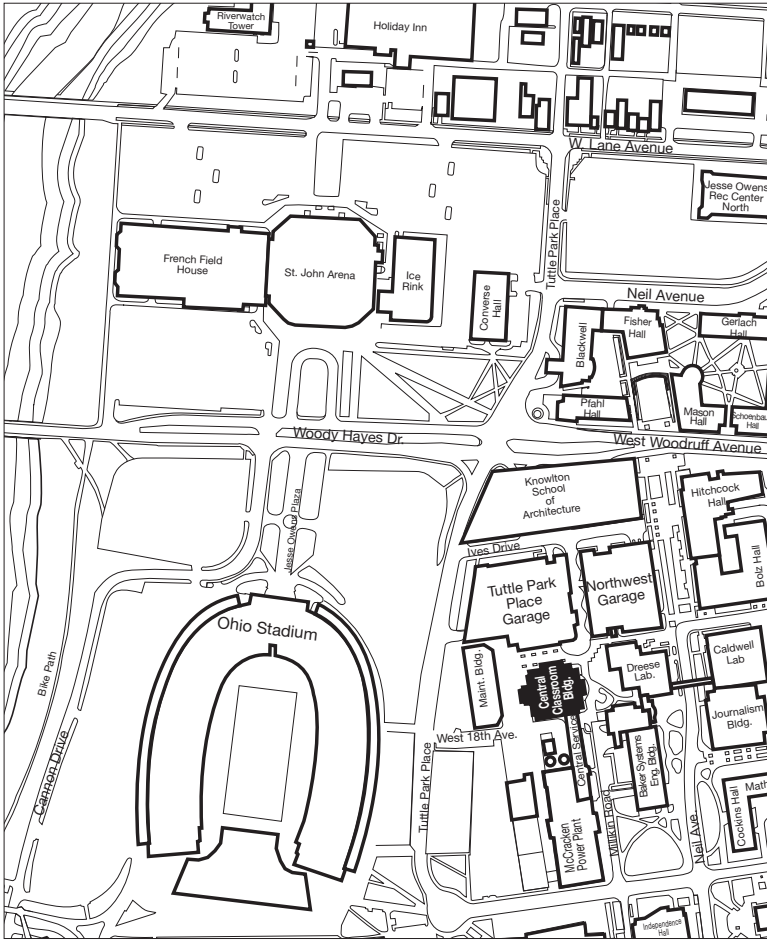 Riverwatch
Tower
Holiday Inn
W. Lane Avenue
Jesse Owens
Rec Center
North
Tuttle Park Place
French Field
House
St. John Arena
Ice
Rink
Converse
Hall
Neil Avenue
Blackwell
Fisher
Hall
Gerlach
Hall
Pfahl
Hall
Mason
Hall
Schoenbau
Hall
Woody Hayes Dr.
West Woodruff Avenue
Knowlton
School
of
Architecture
Hitchcock
Hall
Jesse Owens Plaza
Ives Drive
Bolz Hall
Tuttle Park
Place
Garage
Northwest
Garage
Ohio Stadium
Bike Path
Maint. Bldg.
Central
Classroom
Bldg.
Dreese
Lab.
Caldwell
Lab
Journalism
Bldg.
West 18th Ave.
Central Service
Baker Systems
Eng. Bldg.
Cannon Drive
Tuttle Park Place
McCracken
Power Plant
Millikin Road
Neil Ave.
Cockins Hall
Math
Independence
Hall